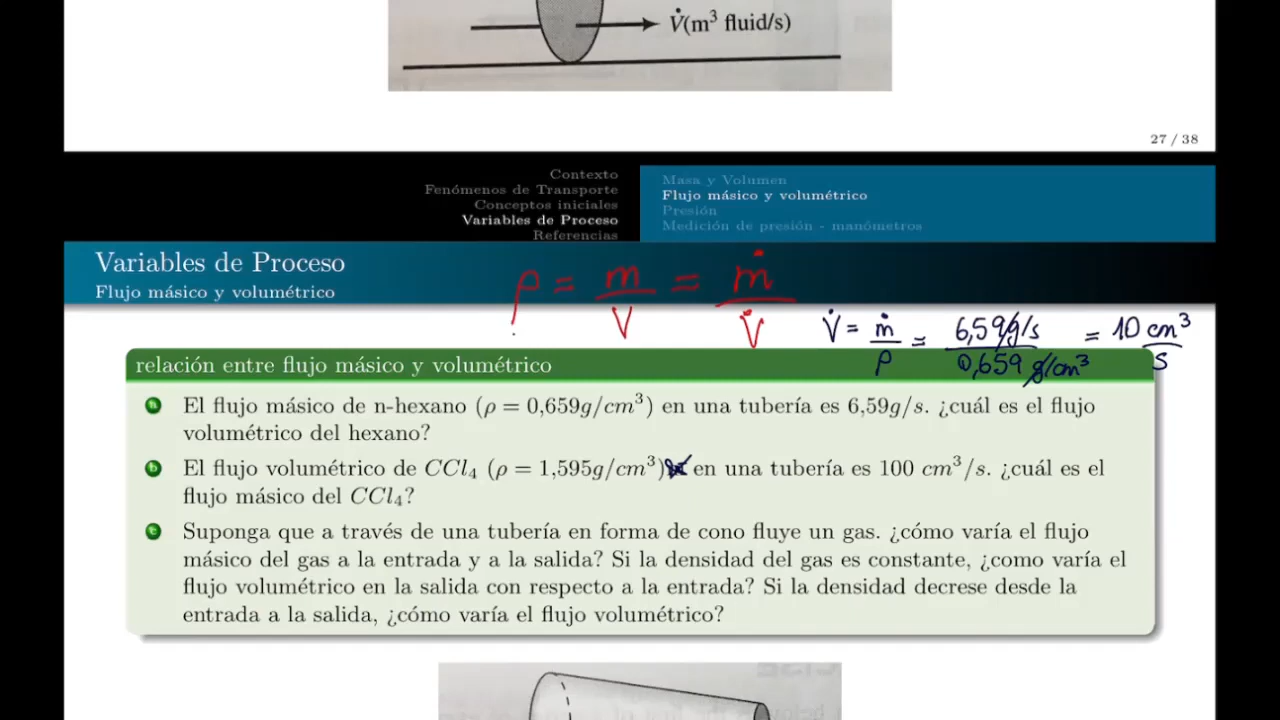 V̇(m³ fluid/s)
27 / 38
Contexto
Fenómenos de Transporte
Conceptos iniciales
Variables de Proceso
Referencias
Masa y Volumen
Flujo másico y volumétrico
Presión
Medición de presión - manómetros
Variables de Proceso
Flujo másico y volumétrico
ρ = m/V = ṁ/V̇
V̇ = ṁ/ρ = 6,59g/s / 0,659 g/cm³ = 10 cm³/s
relación entre flujo másico y volumétrico
a El flujo másico de n-hexano (ρ = 0,659g/cm³) en una tubería es 6,59g/s. ¿cuál es el flujo
volumétrico del hexano?
b El flujo volumétrico de CCl₄ (ρ = 1,595g/cm³) en una tubería es 100 cm³/s. ¿cuál es el
flujo másico del CCl₄?
c Suponga que a través de una tubería en forma de cono fluye un gas. ¿cómo varía el flujo
másico del gas a la entrada y a la salida? Si la densidad del gas es constante, ¿como varía el
flujo volumétrico en la salida con respecto a la entrada? Si la densidad decrese desde la
entrada a la salida, ¿cómo varía el flujo volumétrico?